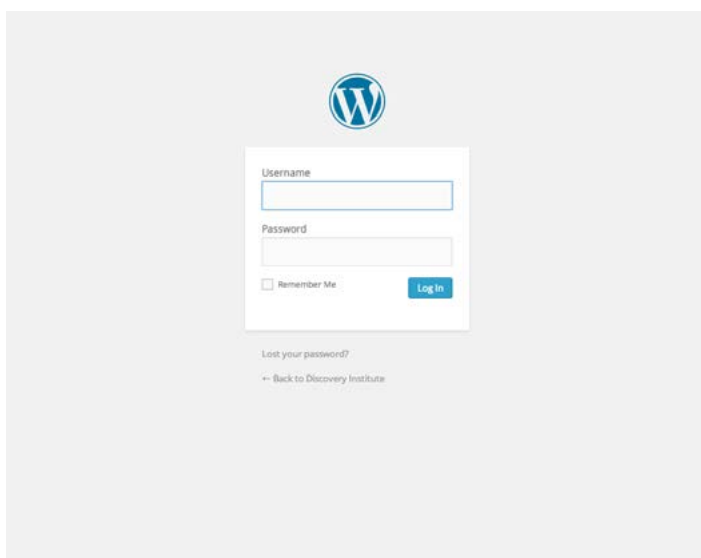 Username
Password
Remember Me
Log In
Lost your password?
← Back to Discovery Institute